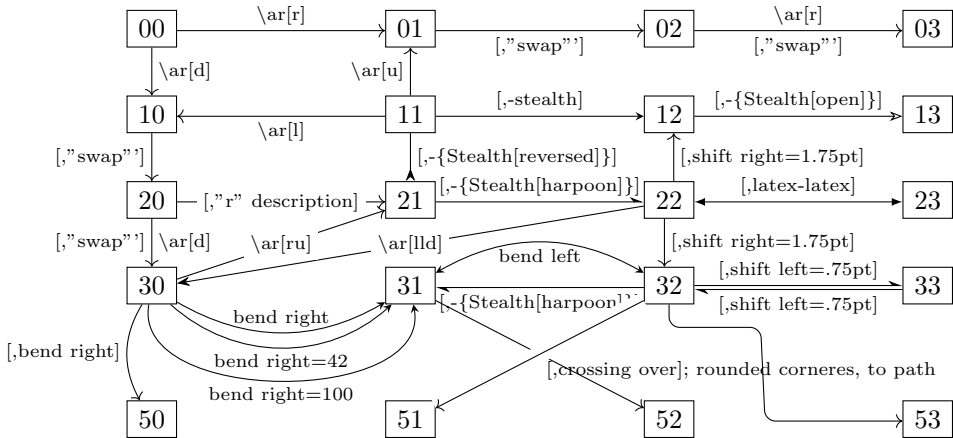 \ar[r]
\ar[r]
00 01 02 03
[,"swap"'] [,"swap"']
\ar[d] \ar[u]
[,-stealth] [,-{Stealth[open]}]
10 11 12 13
\ar[l]
[,"swap"'] [,-{Stealth[reversed]}] [,shift right=1.75pt]
[,-{Stealth[harpoon]}] [,latex-latex]
20 [,"r" description] 21 22 23
[,"swap"'] \ar[d] \ar[ru] \ar[lld] [,shift right=1.75pt]
bend left
[,shift left=.75pt]
30 31 32 33
[,-{Stealth[harpoon]}] [,shift left=.75pt]
bend right
[,bend right]
bend right=42
[,crossing over]; rounded corneres, to path
bend right=100
50 51 52 53